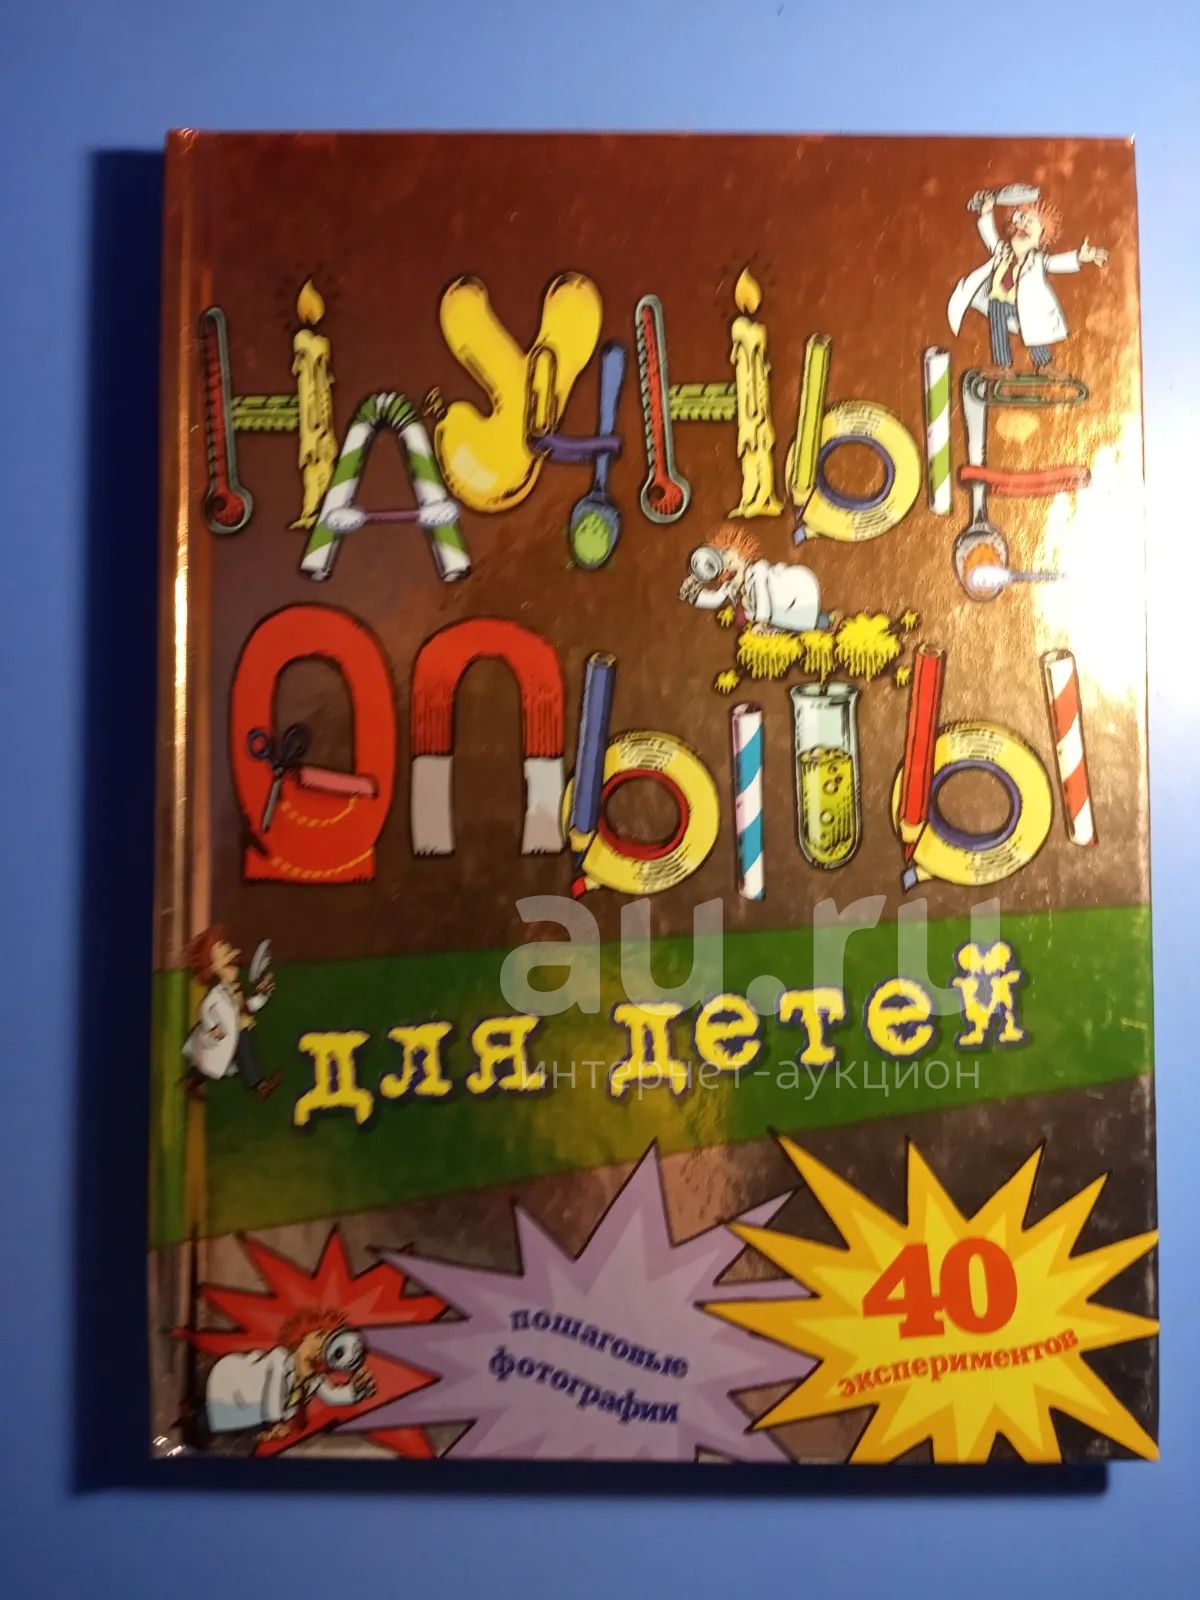 НАУЧНЫЕ
ОПЫТЫ
au.ru
для детей
интернет-аукцион
пошаговые
фотографии
40
экспериментов